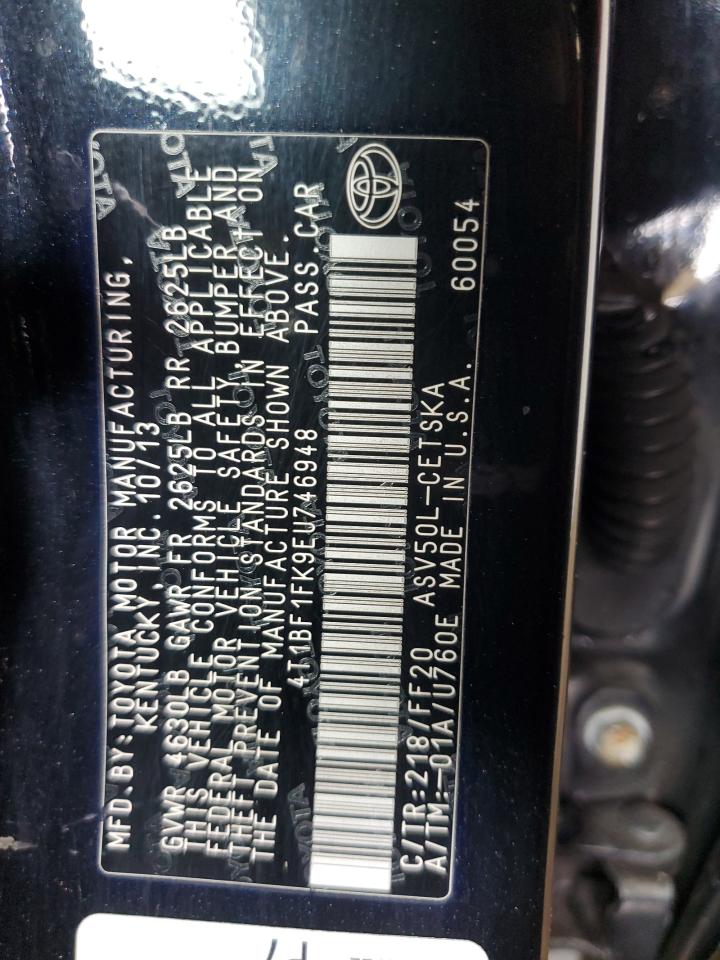 MFD.BY:TOYOTA MOTOR MANUFACTURING,
KENTUCKY,INC. 10/13
GVWR 4630LB GAWR FR 2625LB RR 2625LB
THIS VEHICLE CONFORMS TO ALL APPLICABLE
FEDERAL MOTOR VEHICLE SAFETY, BUMPER AND
THEFT PREVENTION STANDARDS IN EFFECT ON
THE DATE OF MANUFACTURE SHOWN ABOVE.
4T1BF1FK9EU746948 PASS.CAR
C/TR:218/FF20 ASV50L-CETSKA
A/TM:-01A/U760E MADE IN U.S.A. 60054